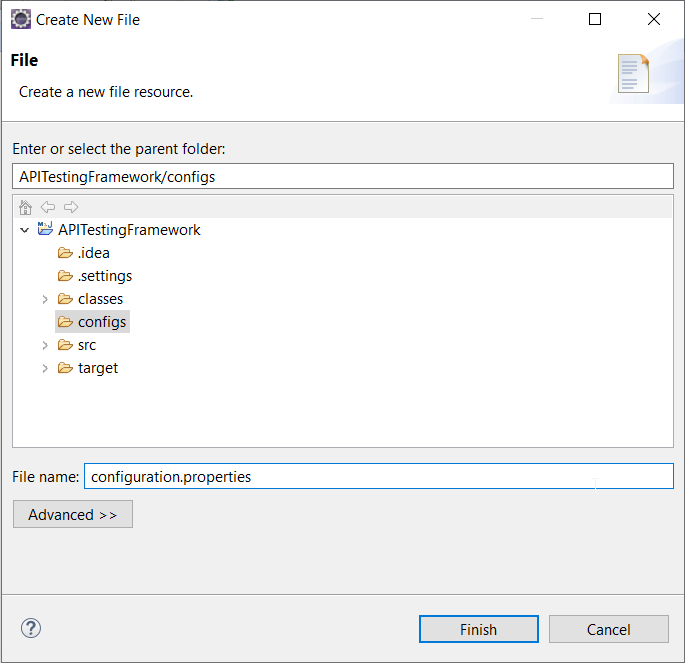 Create New File
File
Create a new file resource.
Enter or select the parent folder:
APITestingFramework/configs
APITestingFramework
.idea
.settings
classes
configs
src
target
File name: configuration.properties
Advanced >>
Finish Cancel